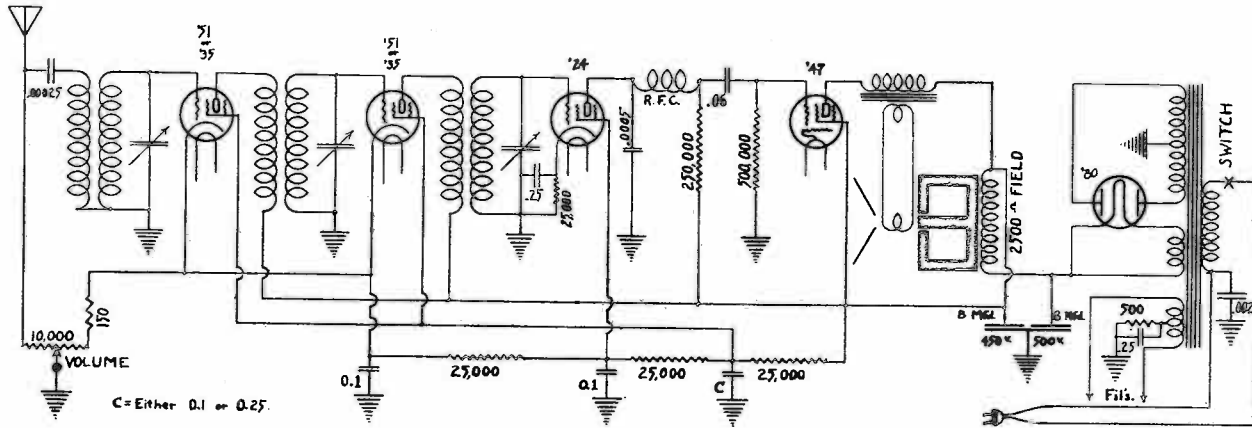 '51
or
'35
'51
or
'35
'24
'47
'80
SWITCH
.00025
R.F.C.
.06
.0005
250,000
500,000
.25
25,000
2500 ᴖ FIELD
150
10,000
VOLUME
0.1
25,000
0.1
25,000
C
25,000
8 Mfd.
450 v
8 Mfd.
500 v
500
.25
.002
Fil's.
C=Either 0.1 or 0.25.